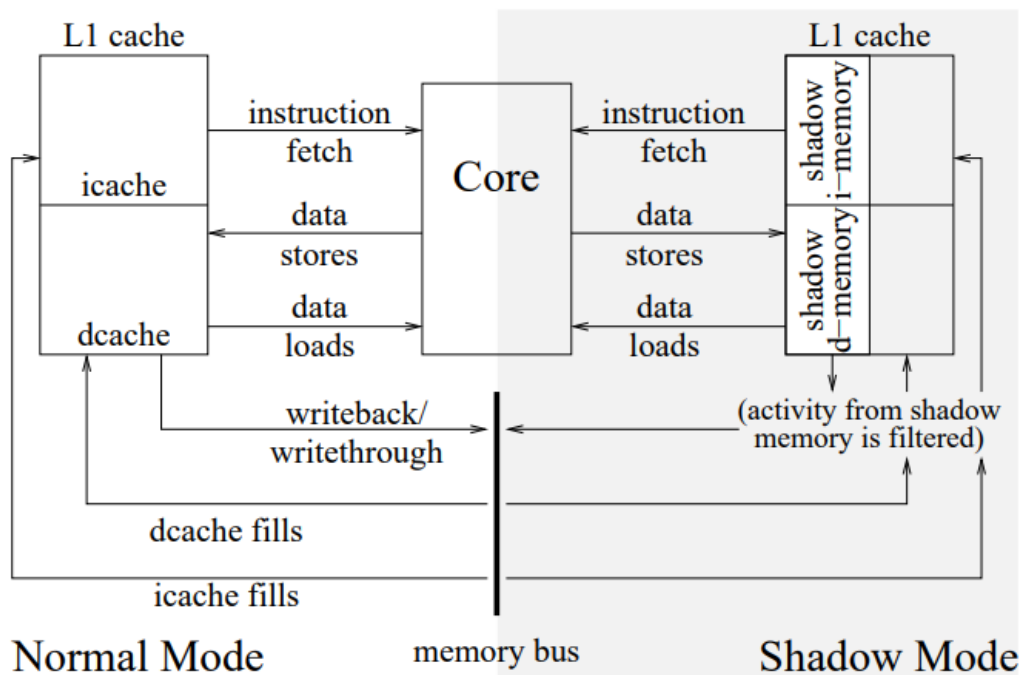 L1 cache
L1 cache
instruction
fetch
instruction
fetch
shadow
i−memory
Core
icache
data
stores
data
stores
shadow
d−memory
dcache
data
loads
data
loads
writeback/
writethrough
(activity from shadow
memory is filtered)
dcache fills
icache fills
Normal Mode
memory bus
Shadow Mode